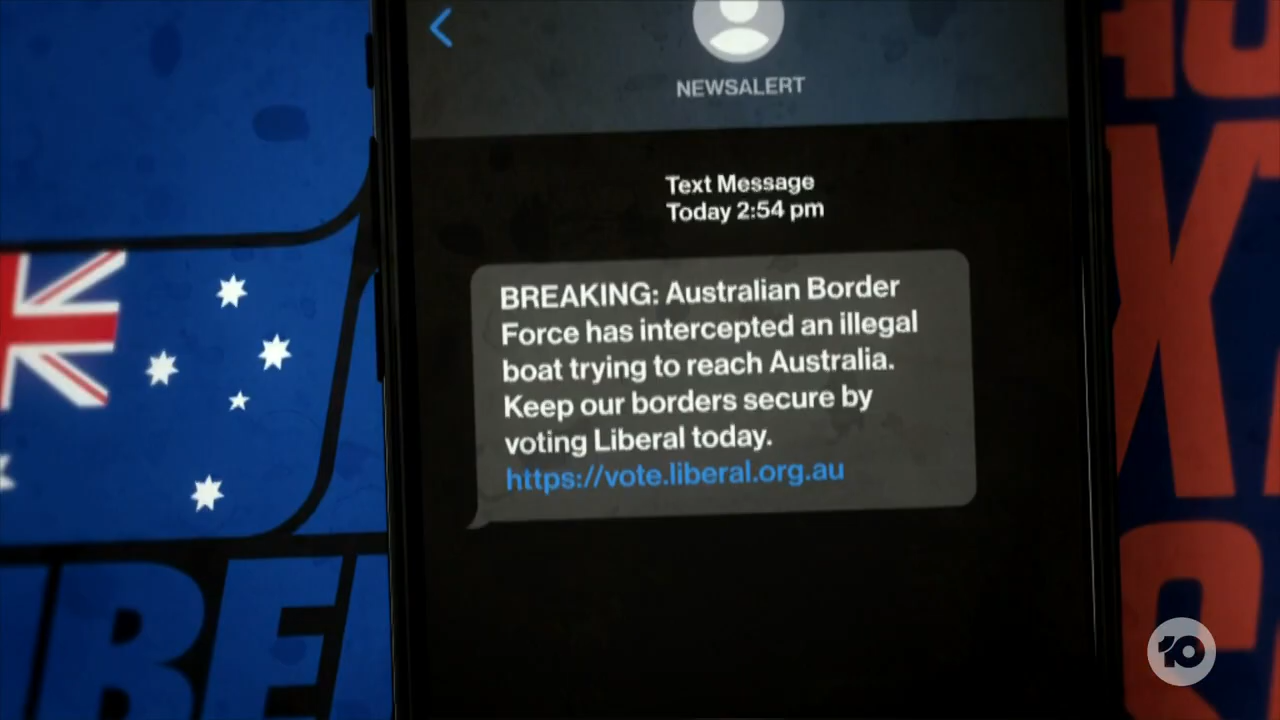 NEWSALERT
Text Message
Today 2:54 pm
BREAKING: Australian Border
Force has intercepted an illegal
boat trying to reach Australia.
Keep our borders secure by
voting Liberal today.
https://vote.liberal.org.au
10